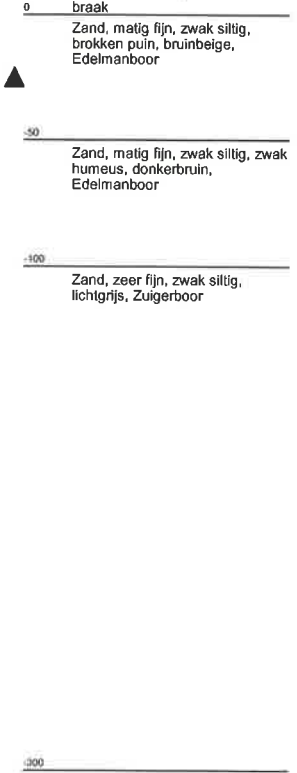 0 braak
Zand, matig fijn, zwak siltig,
brokken puin, bruinbeige,
Edelmanboor
-50
Zand, matig fijn, zwak siltig, zwak
humeus, donkerbruin,
Edelmanboor
-100
Zand, zeer fijn, zwak siltig,
lichtgrijs, Zuigerboor
-300